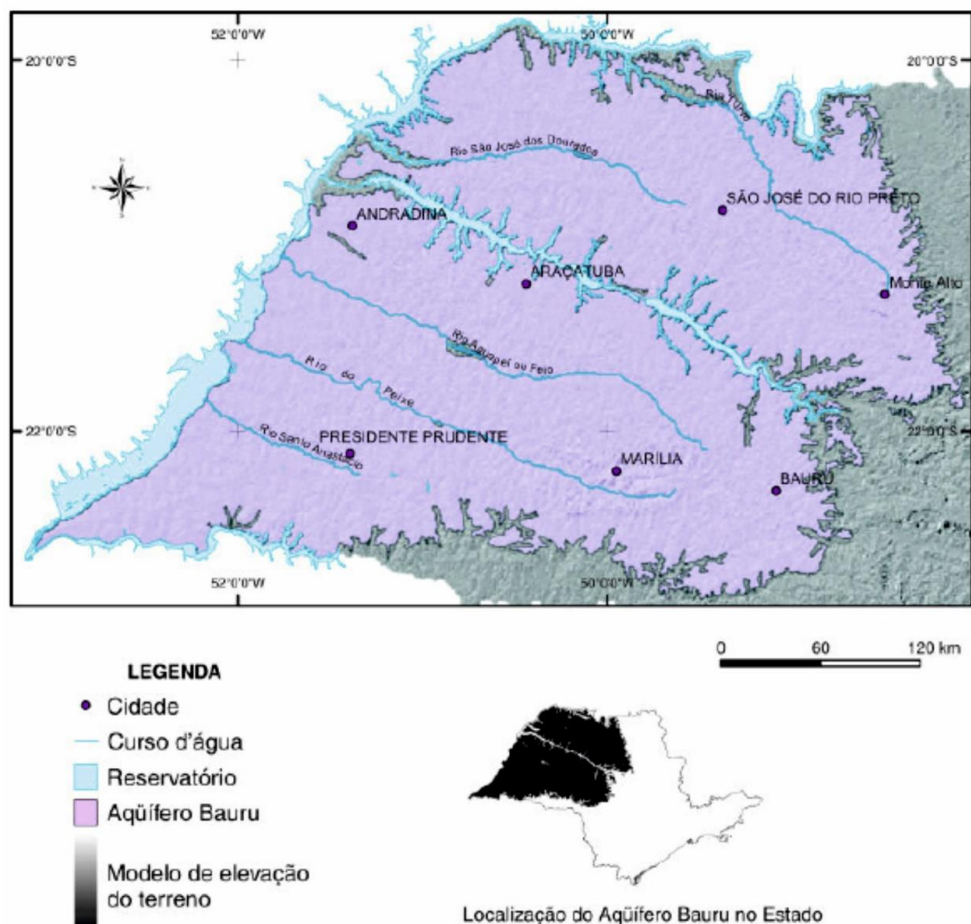 52°0'0"W 50°0'0"W
20°0'0"S 20°0'0"S
Rio Turvo
Rio São José dos Dourados
SÃO JOSÉ DO RIO PRETO
ANDRADINA
ARAÇATUBA
Monte Alto
Rio Aguapeí ou Feio
Rio do Peixe
22°0'0"S 22°0'0"S
Rio Santo Anastácio
PRESIDENTE PRUDENTE
MARÍLIA
BAURU
52°0'0"W 50°0'0"W
0 60 120 km
LEGENDA
Cidade
Curso d'água
Reservatório
Aqüífero Bauru
Modelo de elevação
do terreno
Localização do Aqüífero Bauru no Estado